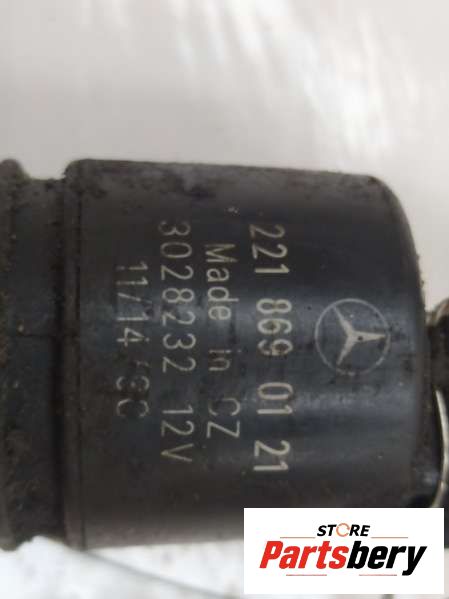 221 869 01 21
Made in CZ
3028232 12V
11/14
STORE
Partsbery